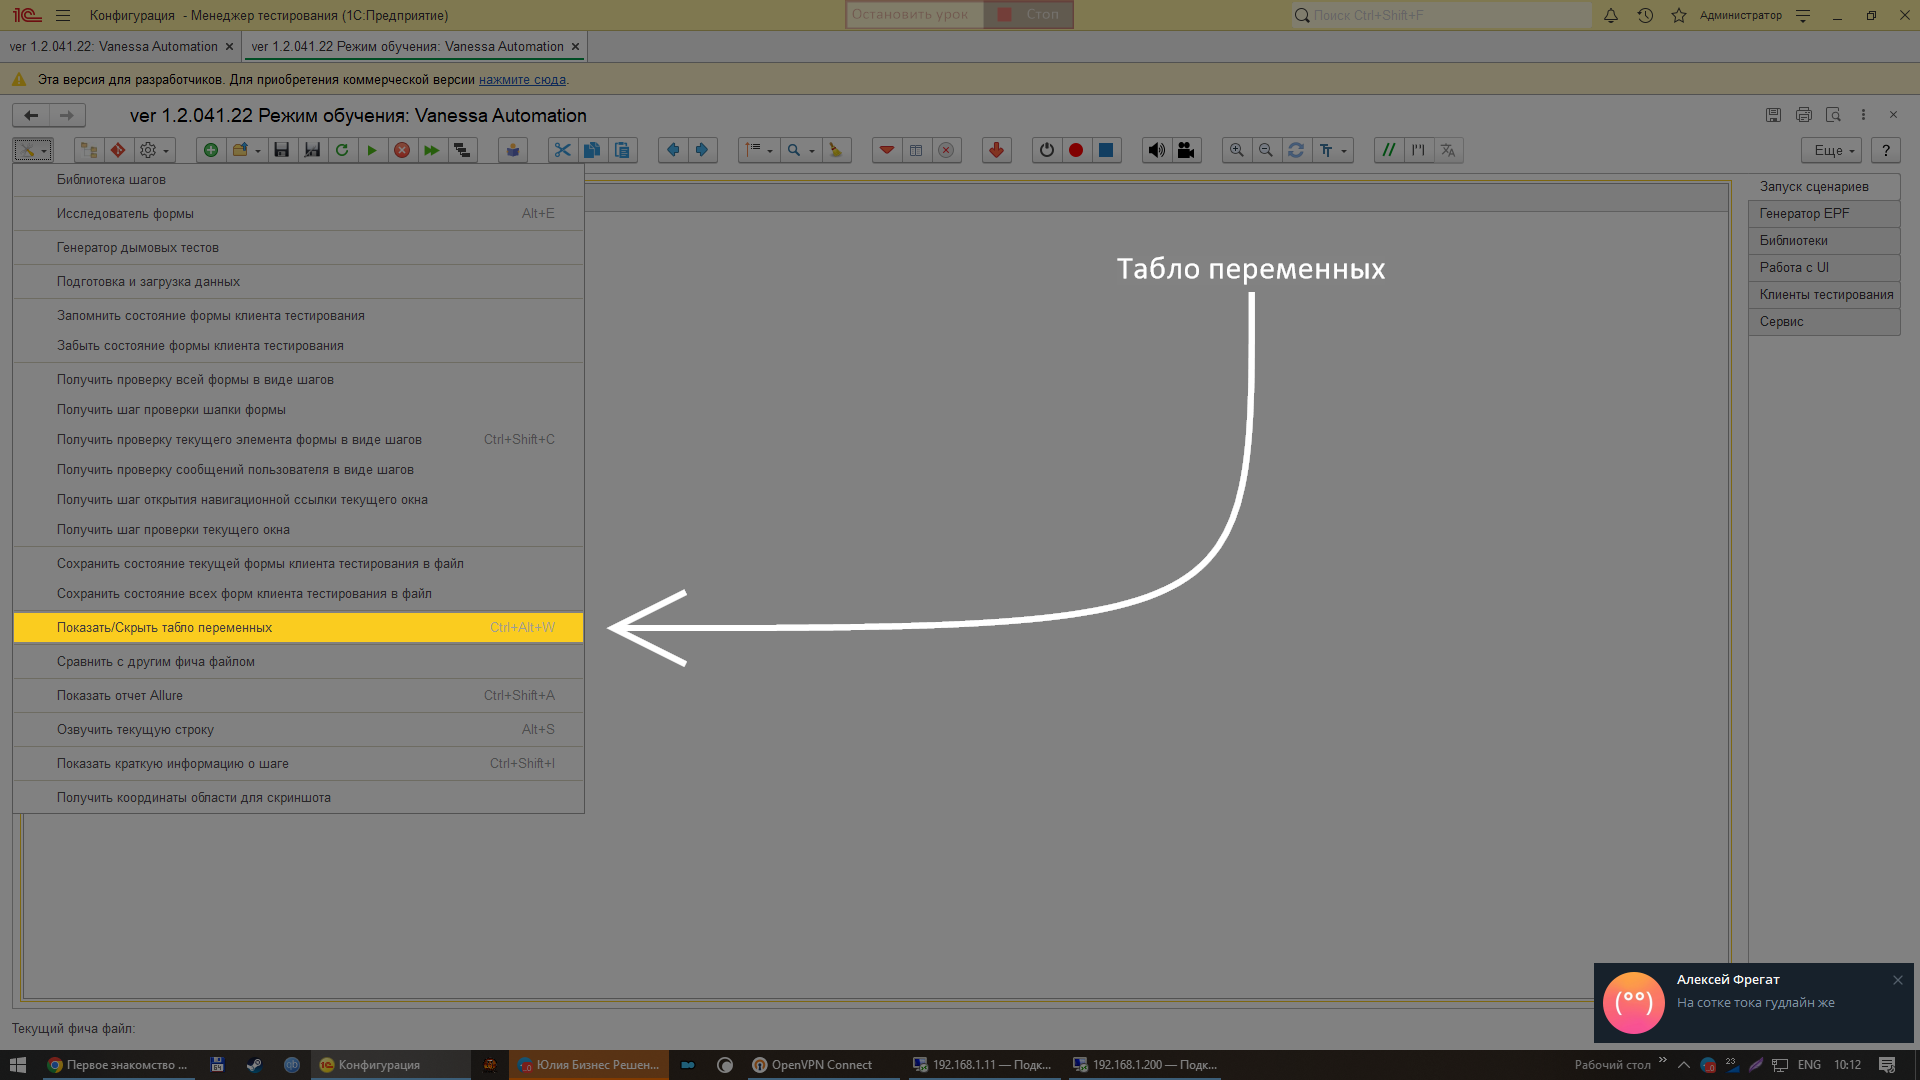 Конфигурация - Менеджер тестирования (1С:Предприятие)
Остановить урок
Стоп
Поиск Ctrl+Shift+F
Администратор
ver 1.2.041.22: Vanessa Automation
ver 1.2.041.22 Режим обучения: Vanessa Automation
Эта версия для разработчиков. Для приобретения коммерческой версии нажмите сюда.
ver 1.2.041.22 Режим обучения: Vanessa Automation
Еще
?
Библиотека шагов
Исследователь формы Alt+E
Генератор дымовых тестов
Подготовка и загрузка данных
Запомнить состояние формы клиента тестирования
Забыть состояние формы клиента тестирования
Получить проверку всей формы в виде шагов
Получить шаг проверки шапки формы
Получить проверку текущего элемента формы в виде шагов Ctrl+Shift+C
Получить проверку сообщений пользователя в виде шагов
Получить шаг открытия навигационной ссылки текущего окна
Получить шаг проверки текущего окна
Сохранить состояние текущей формы клиента тестирования в файл
Сохранить состояние всех форм клиента тестирования в файл
Показать/Скрыть табло переменных Ctrl+Alt+W
Сравнить с другим фича файлом
Показать отчет Allure Ctrl+Shift+A
Озвучить текущую строку Alt+S
Показать краткую информацию о шаге Ctrl+Shift+I
Получить координаты области для скриншота
Табло переменных
Запуск сценариев
Генератор EPF
Библиотеки
Работа с UI
Клиенты тестирования
Сервис
Алексей Фрегат
На сотке тока гудлайн же
Текущий фича файл:
Первое знакомство ...
Конфигурация
Юлия Бизнес Решен...
OpenVPN Connect
192.168.1.11 — Подк...
192.168.1.200 — Подк...
Рабочий стол
23
ENG
10:12